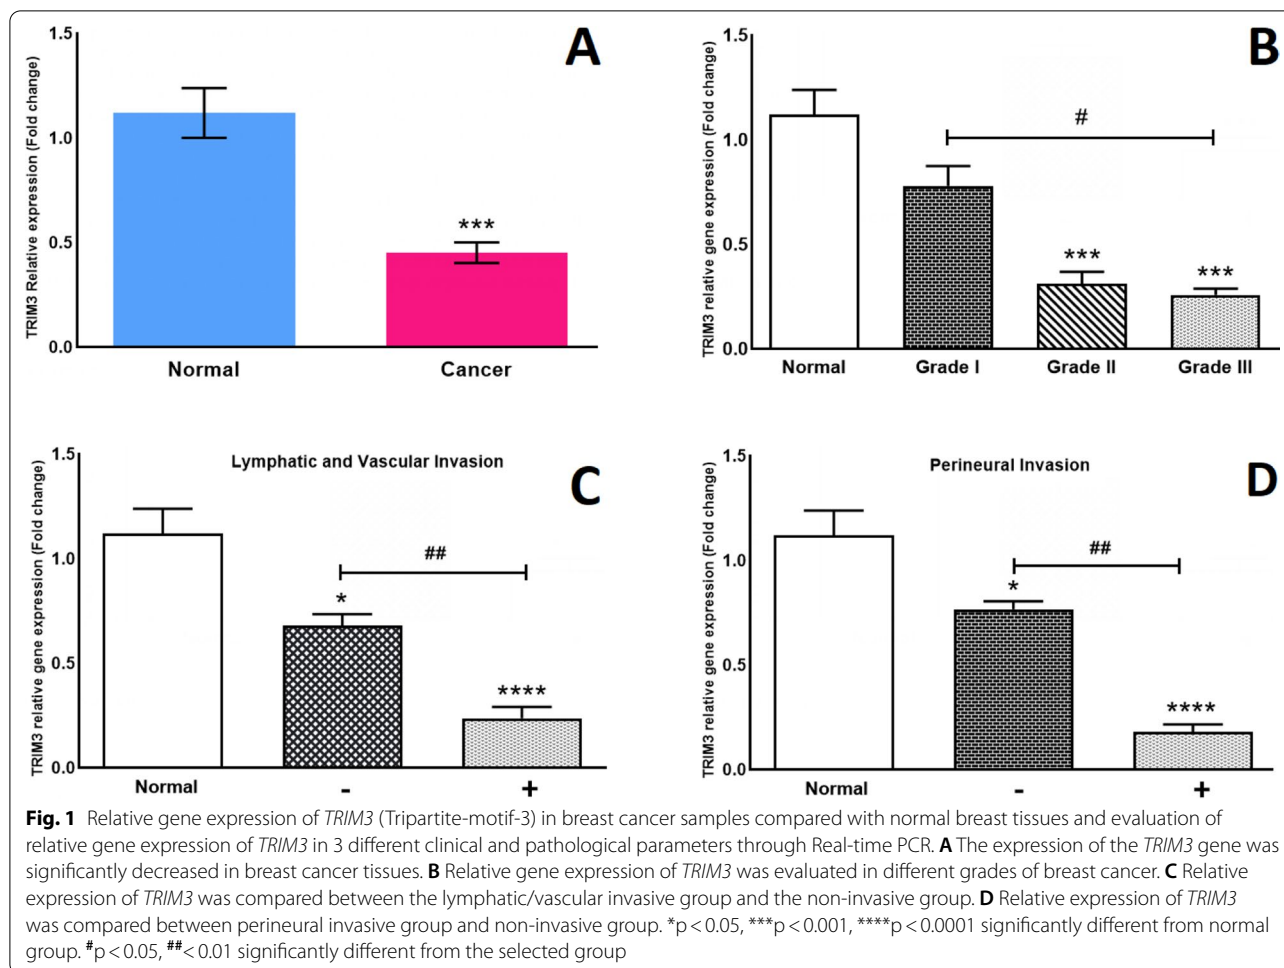 A
TRIM3 Relative expression (Fold change)
1.5
1.0
0.5
0.0
***
Normal Cancer
B
TRIM3 relative gene expression (Fold change)
1.5
1.0
0.5
0.0
#
***
***
Normal Grade I Grade II Grade III
Lymphatic and Vascular Invasion
C
TRIM3 relative gene expression (Fold change)
1.5
1.0
0.5
0.0
##
*
****
Normal - +
Perineural Invasion
D
TRIM3 relative gene expression (Fold change)
1.5
1.0
0.5
0.0
##
*
****
Normal - +
Fig. 1 Relative gene expression of TRIM3 (Tripartite-motif-3) in breast cancer samples compared with normal breast tissues and evaluation of
relative gene expression of TRIM3 in 3 different clinical and pathological parameters through Real-time PCR. A The expression of the TRIM3 gene was
significantly decreased in breast cancer tissues. B Relative gene expression of TRIM3 was evaluated in different grades of breast cancer. C Relative
expression of TRIM3 was compared between the lymphatic/vascular invasive group and the non-invasive group. D Relative expression of TRIM3
was compared between perineural invasive group and non-invasive group. *p < 0.05, ***p < 0.001, ****p < 0.0001 significantly different from normal
group. #p < 0.05, ##< 0.01 significantly different from the selected group